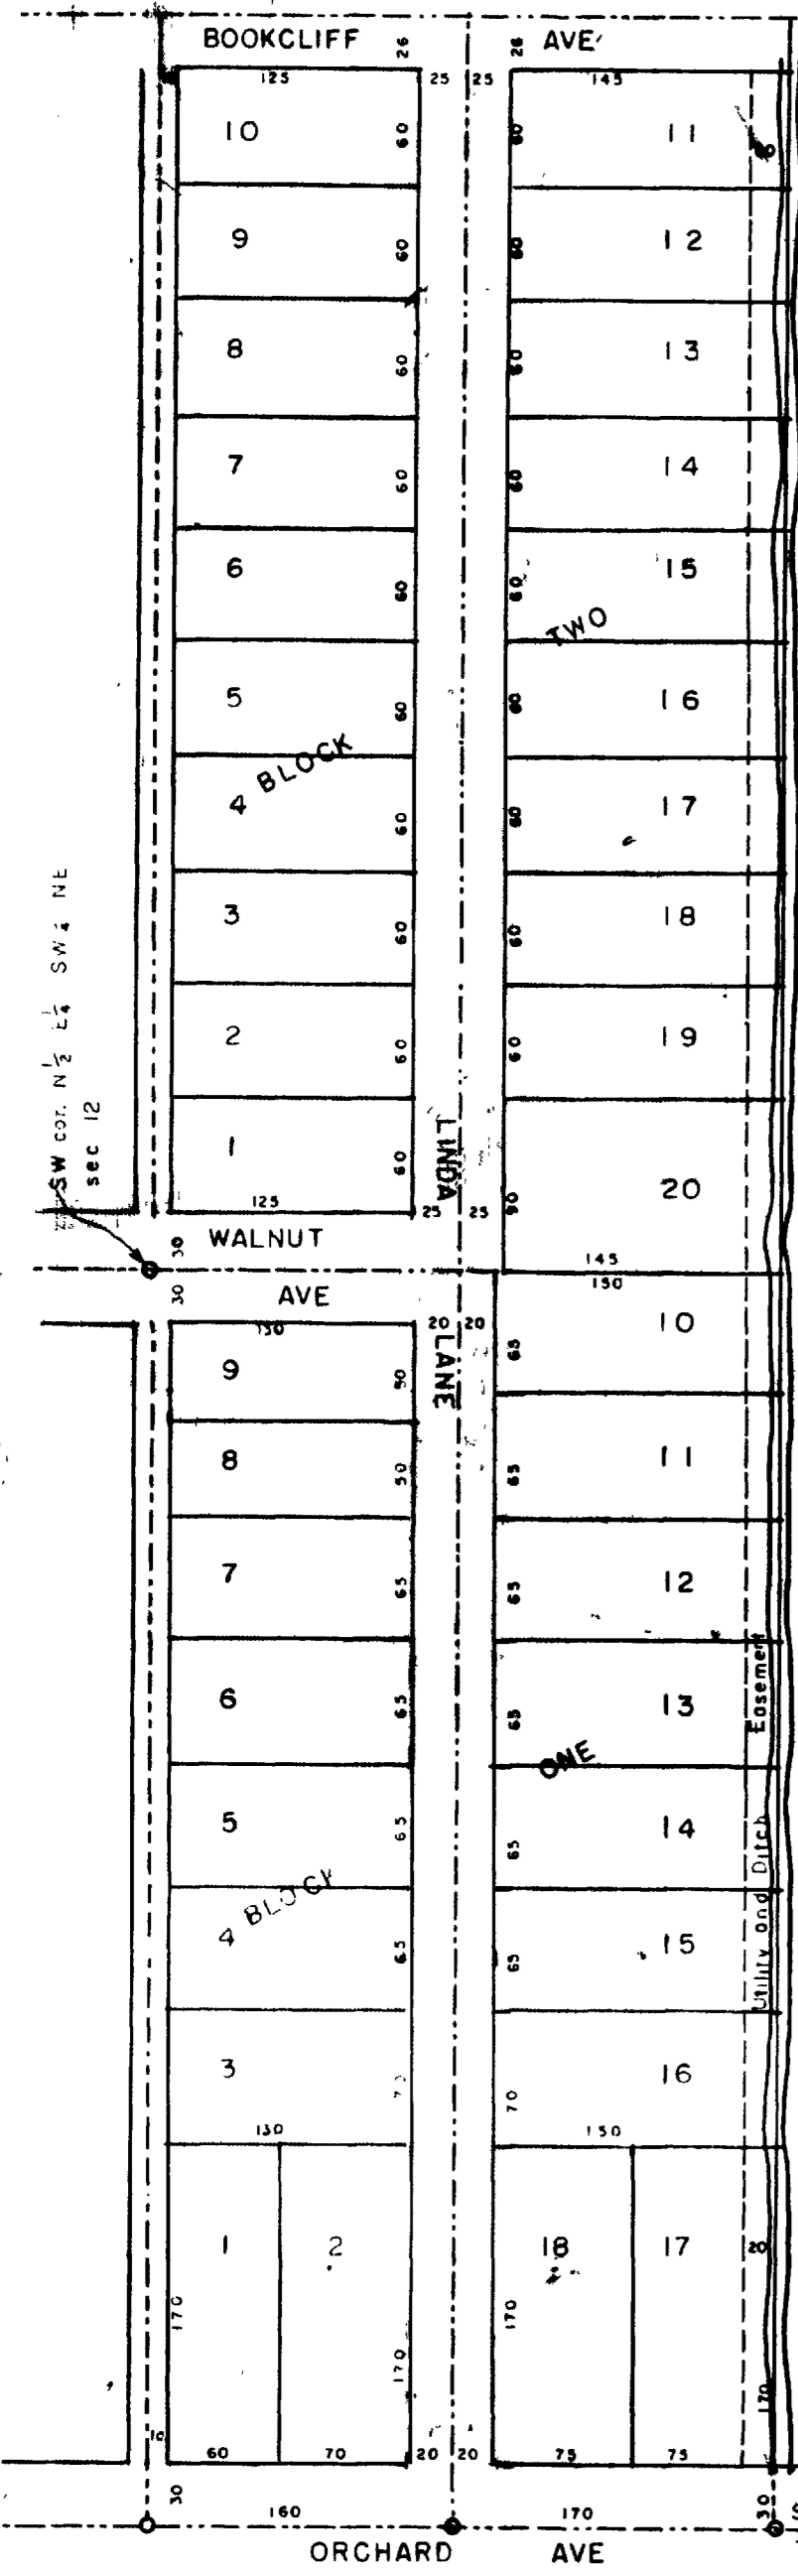 BOOKCLIFF 26 26 AVE
125 25 25 145
10 60 60 11
9 60 60 12
8 60 60 13
7 60 60 14
6 60 60 15
TWO
5 60 60 16
BLOCK
4 60 60 17
3 60 60 18
2 60 60 19
SW cor. N½ E¼ SW¼ NE
sec 12
1 60 90 20
LINDA
125 25 25
WALNUT
30
145
30 AVE 150
130 20 20
LANE
9 50 65 10
8 50 65 11
7 65 65 12
6 65 65 13
ONE
5 65 65 14
BLOCK
4 65 65 15
Utility and Ditch Easement
3 70 70 16
130 150
1 2 18 17 20
170 170 170 170
10
60 70 20 20 75 75
30 160 170 30
ORCHARD AVE